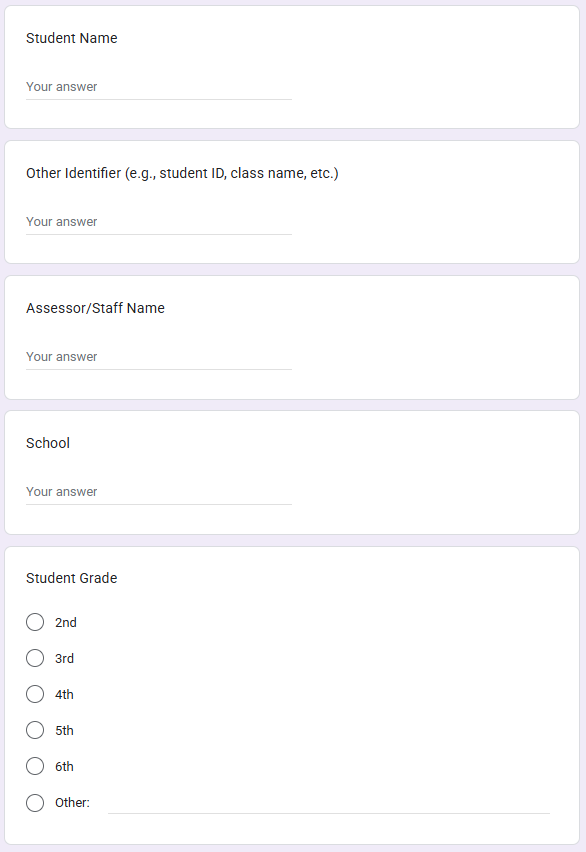 Student Name
Your answer
Other Identifier (e.g., student ID, class name, etc.)
Your answer
Assessor/Staff Name
Your answer
School
Your answer
Student Grade
2nd
3rd
4th
5th
6th
Other: